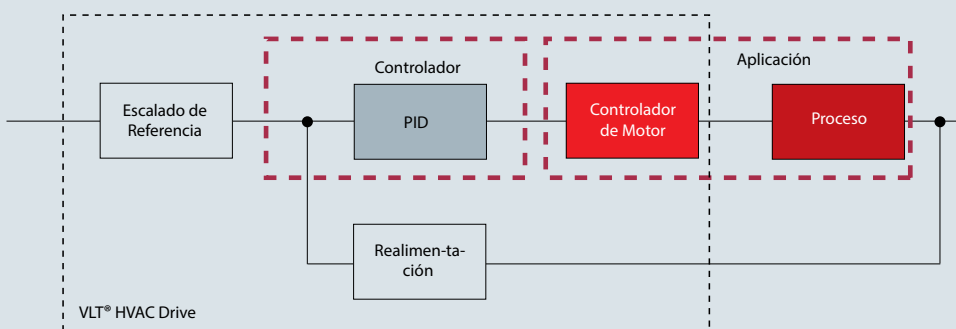 Controlador
Aplicación
Escalado de
Referencia
PID
Controlador
de Motor
Proceso
Realimen-ta-
ción
VLT® HVAC Drive